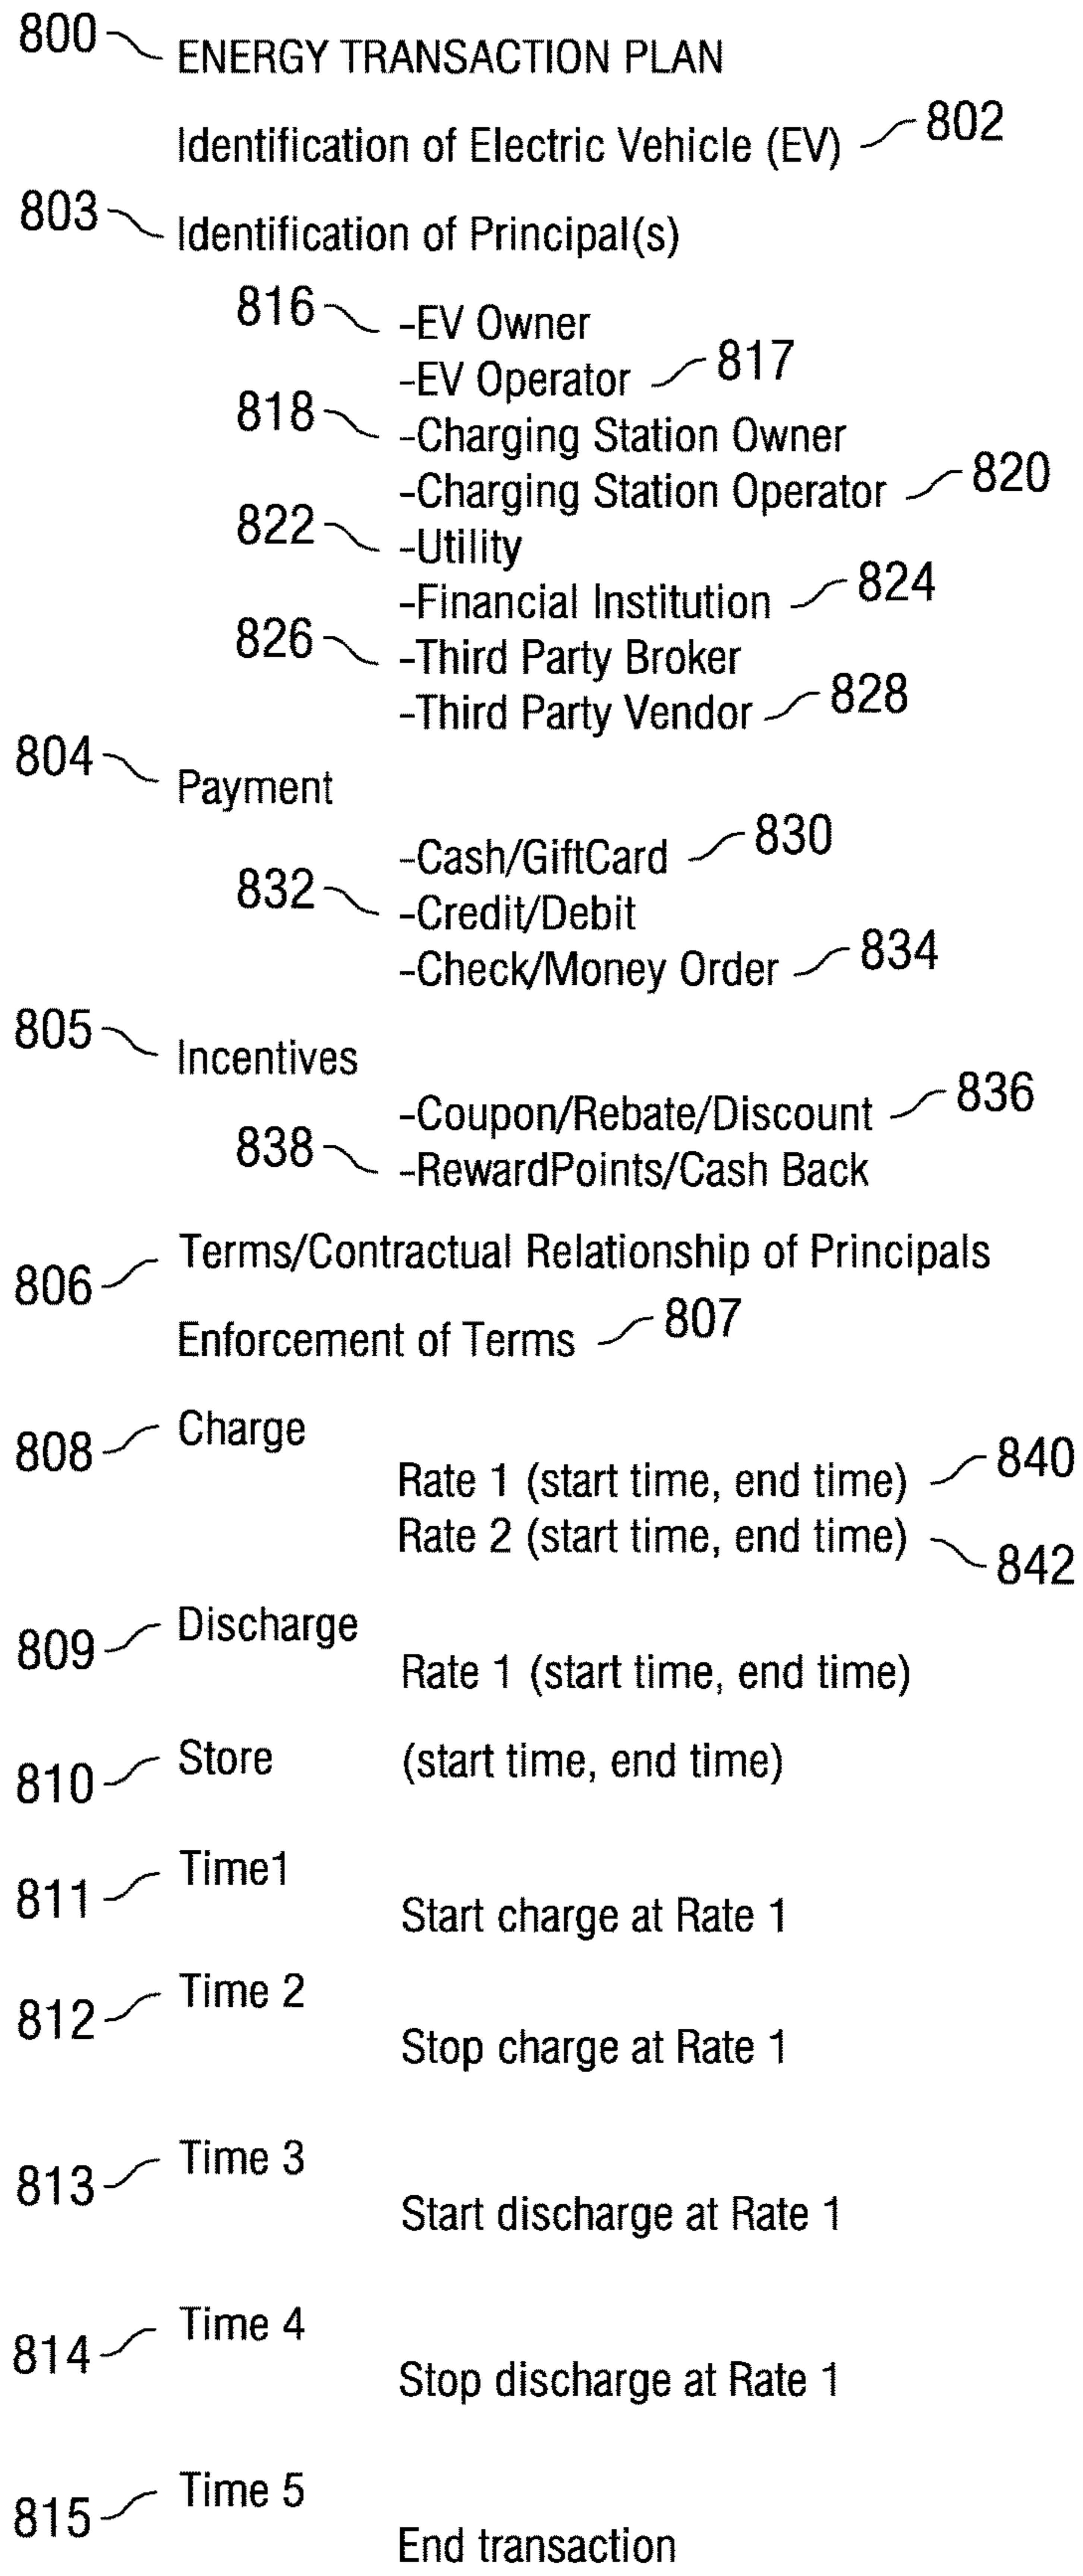 800 ENERGY TRANSACTION PLAN
Identification of Electric Vehicle (EV) 802
803 Identification of Principal(s)
816 -EV Owner
-EV Operator 817
818 -Charging Station Owner
-Charging Station Operator 820
822 -Utility
-Financial Institution 824
826 -Third Party Broker
-Third Party Vendor 828
804 Payment
-Cash/GiftCard 830
832 -Credit/Debit
-Check/Money Order 834
805 Incentives
-Coupon/Rebate/Discount 836
838 -RewardPoints/Cash Back
806 Terms/Contractual Relationship of Principals
Enforcement of Terms 807
808 Charge
Rate 1 (start time, end time) 840
Rate 2 (start time, end time) 842
809 Discharge
Rate 1 (start time, end time)
810 Store (start time, end time)
811 Time1
Start charge at Rate 1
812 Time 2
Stop charge at Rate 1
813 Time 3
Start discharge at Rate 1
814 Time 4
Stop discharge at Rate 1
815 Time 5
End transaction